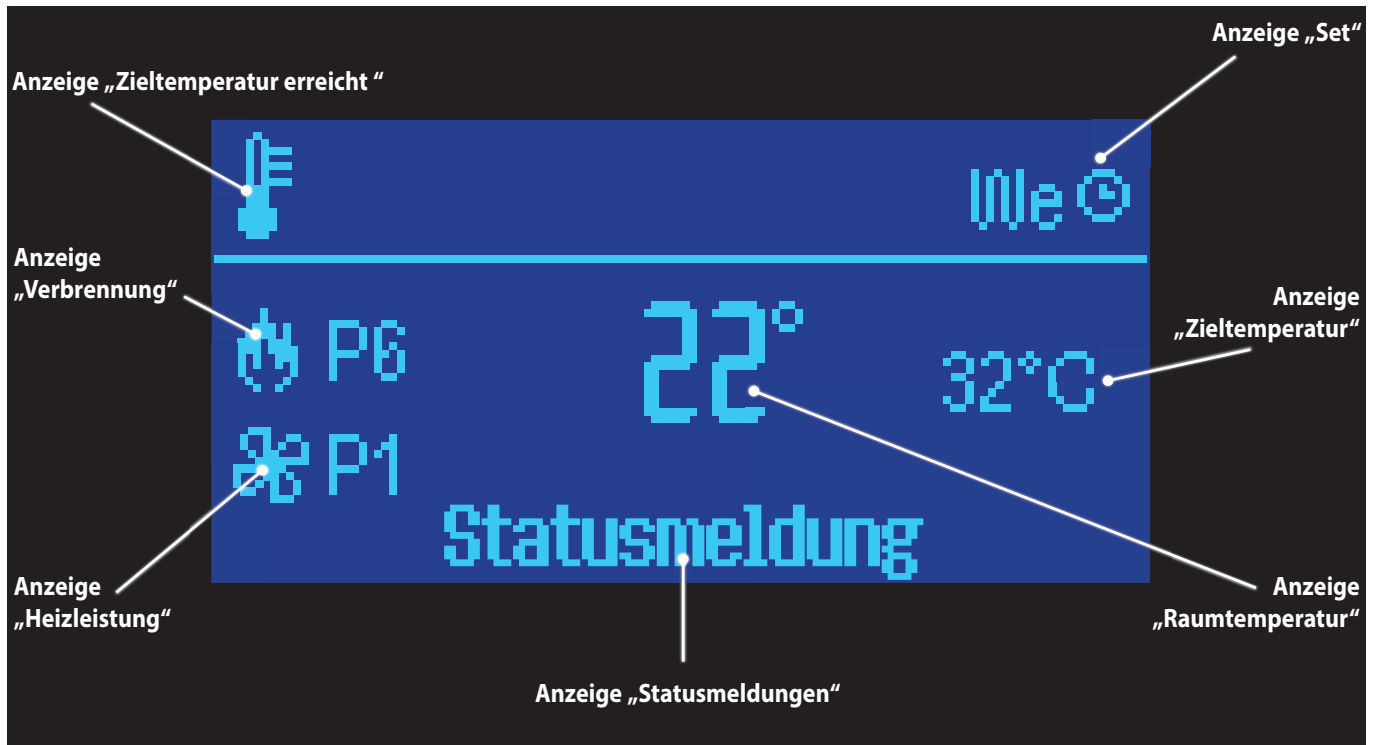 Anzeige „Set“
Anzeige „Zieltemperatur erreicht “
We
Anzeige
„Verbrennung“
Anzeige
„Zieltemperatur“
P6
22°
32°C
P1
Statusmeldung
Anzeige
„Heizleistung“
Anzeige
„Raumtemperatur“
Anzeige „Statusmeldungen“